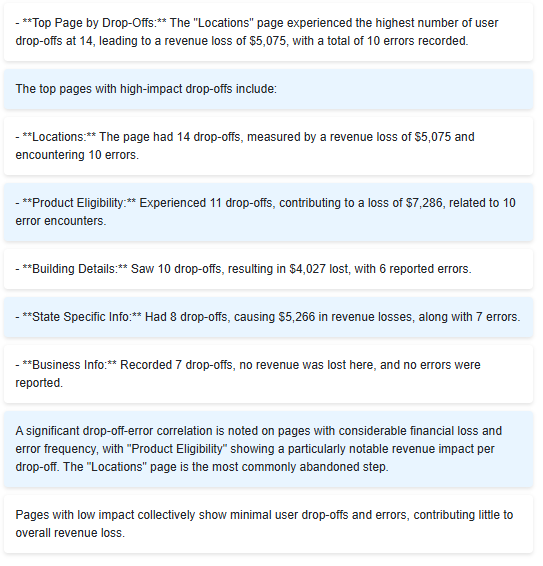 - **Top Page by Drop-Offs:** The "Locations" page experienced the highest number of user
drop-offs at 14, leading to a revenue loss of $5,075, with a total of 10 errors recorded.
The top pages with high-impact drop-offs include:
- **Locations:** The page had 14 drop-offs, measured by a revenue loss of $5,075 and
encountering 10 errors.
- **Product Eligibility:** Experienced 11 drop-offs, contributing to a loss of $7,286, related to 10
error encounters.
- **Building Details:** Saw 10 drop-offs, resulting in $4,027 lost, with 6 reported errors.
- **State Specific Info:** Had 8 drop-offs, causing $5,266 in revenue losses, along with 7 errors.
- **Business Info:** Recorded 7 drop-offs, no revenue was lost here, and no errors were
reported.
A significant drop-off-error correlation is noted on pages with considerable financial loss and
error frequency, with "Product Eligibility" showing a particularly notable revenue impact per
drop-off. The "Locations" page is the most commonly abandoned step.
Pages with low impact collectively show minimal user drop-offs and errors, contributing little to
overall revenue loss.